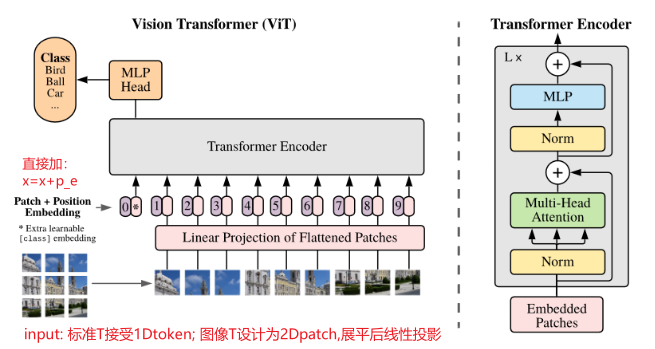 Vision Transformer (ViT)
Class
Bird
Ball
Car
...
MLP
Head
Transformer Encoder
直接加:
x=x+p_e
Patch + Position
Embedding
* Extra learnable
[class] embedding
0 * 1 2 3 4 5 6 7 8 9
Linear Projection of Flattened Patches
input: 标准T接受1Dtoken; 图像T设计为2Dpatch,展平后线性投影
Transformer Encoder
L x
+
MLP
Norm
+
Multi-Head
Attention
Norm
Embedded
Patches